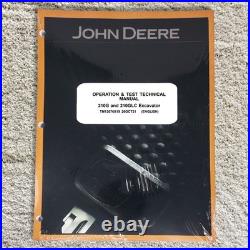 JOHN DEERE
OPERATION & TEST TECHNICAL
MANUAL
210G and 210GLC Excavator
(ENGLISH)